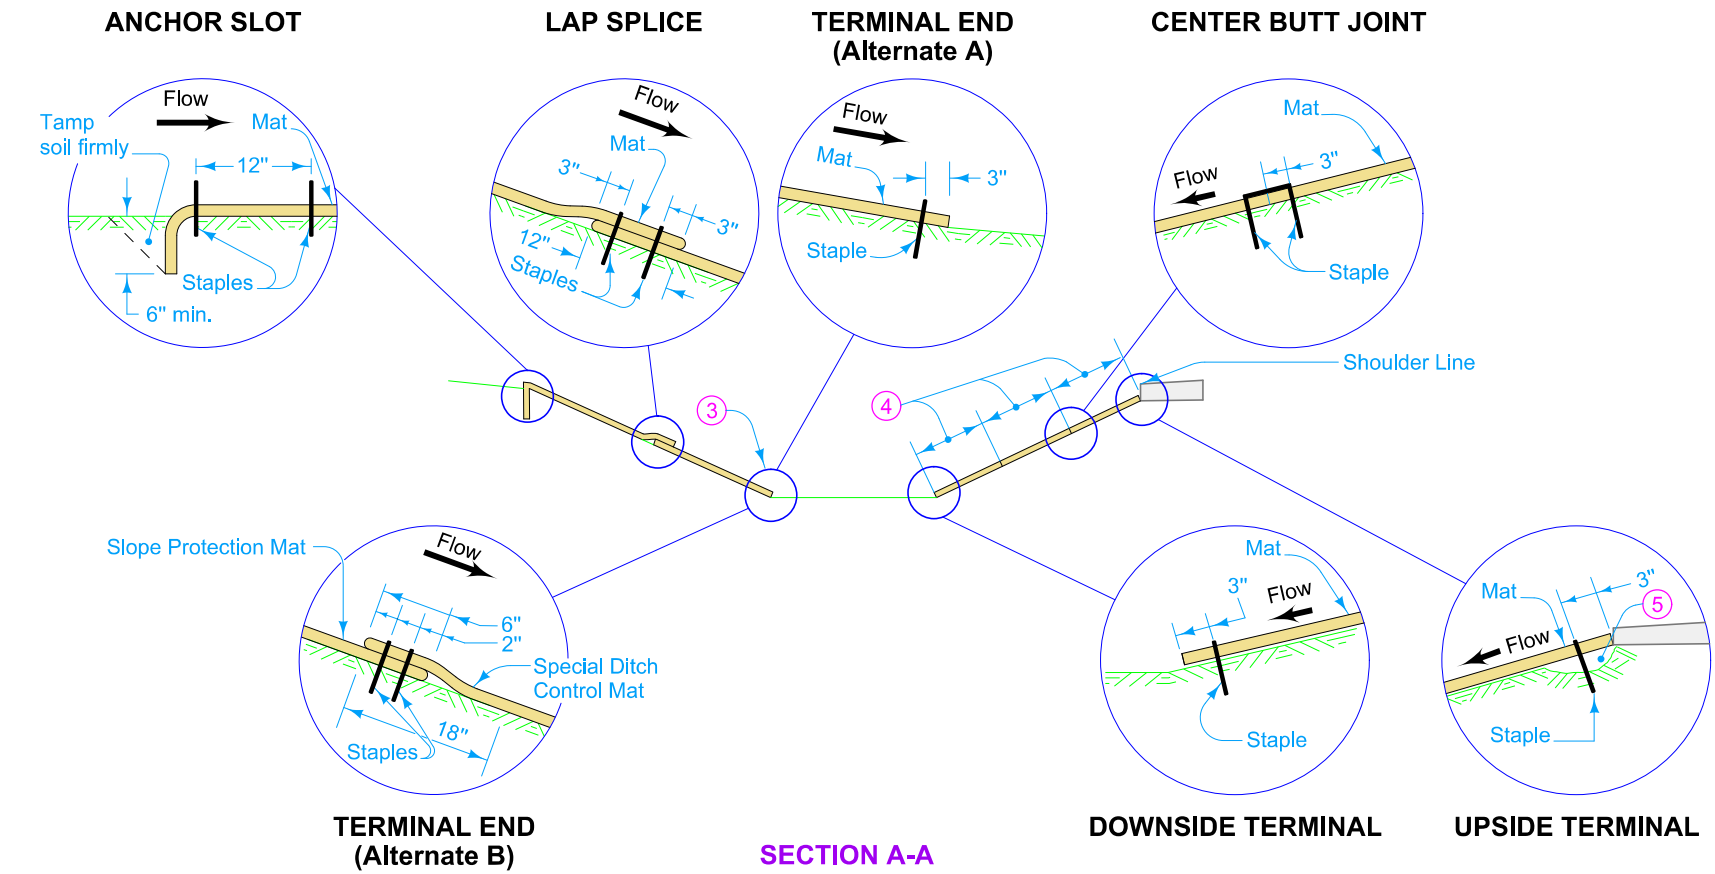 ANCHOR SLOT
LAP SPLICE
TERMINAL END
(Alternate A)
CENTER BUTT JOINT
Flow
Tamp
soil firmly
Mat
12"
Staples
6" min.
Flow
Mat
3"
3"
12"
Staples
Flow
Mat
3"
Staple
Mat
3"
Flow
Staple
Shoulder Line
3
4
Slope Protection Mat
Flow
6"
2"
Special Ditch
Control Mat
18"
Staples
Mat
3"
Flow
Staple
Mat
3"
5
Flow
Staple
TERMINAL END
(Alternate B)
SECTION A-A
DOWNSIDE TERMINAL
UPSIDE TERMINAL